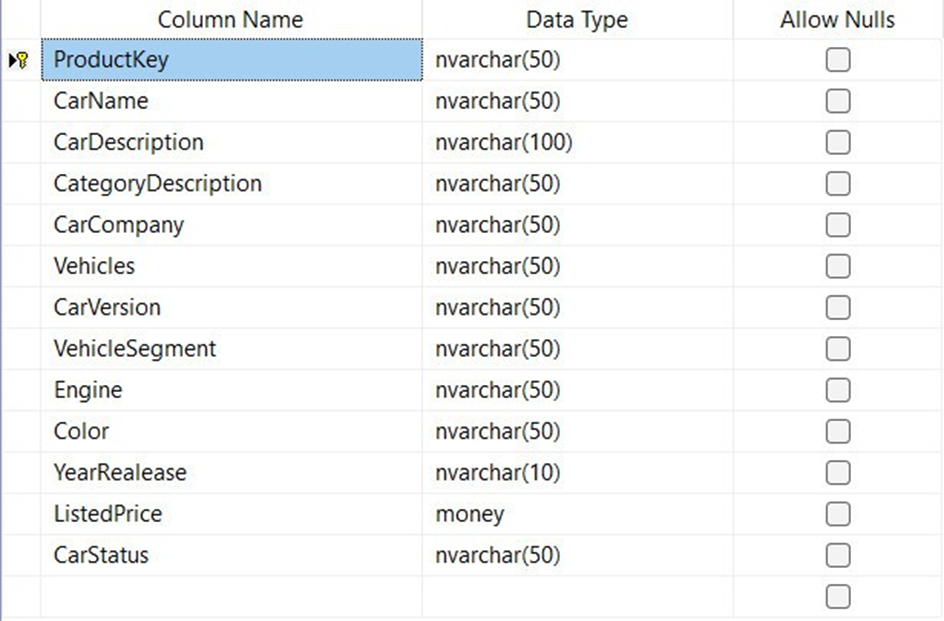 Column Name Data Type Allow Nulls
ProductKey nvarchar(50)
CarName nvarchar(50)
CarDescription nvarchar(100)
CategoryDescription nvarchar(50)
CarCompany nvarchar(50)
Vehicles nvarchar(50)
CarVersion nvarchar(50)
VehicleSegment nvarchar(50)
Engine nvarchar(50)
Color nvarchar(50)
YearRealease nvarchar(10)
ListedPrice money
CarStatus nvarchar(50)